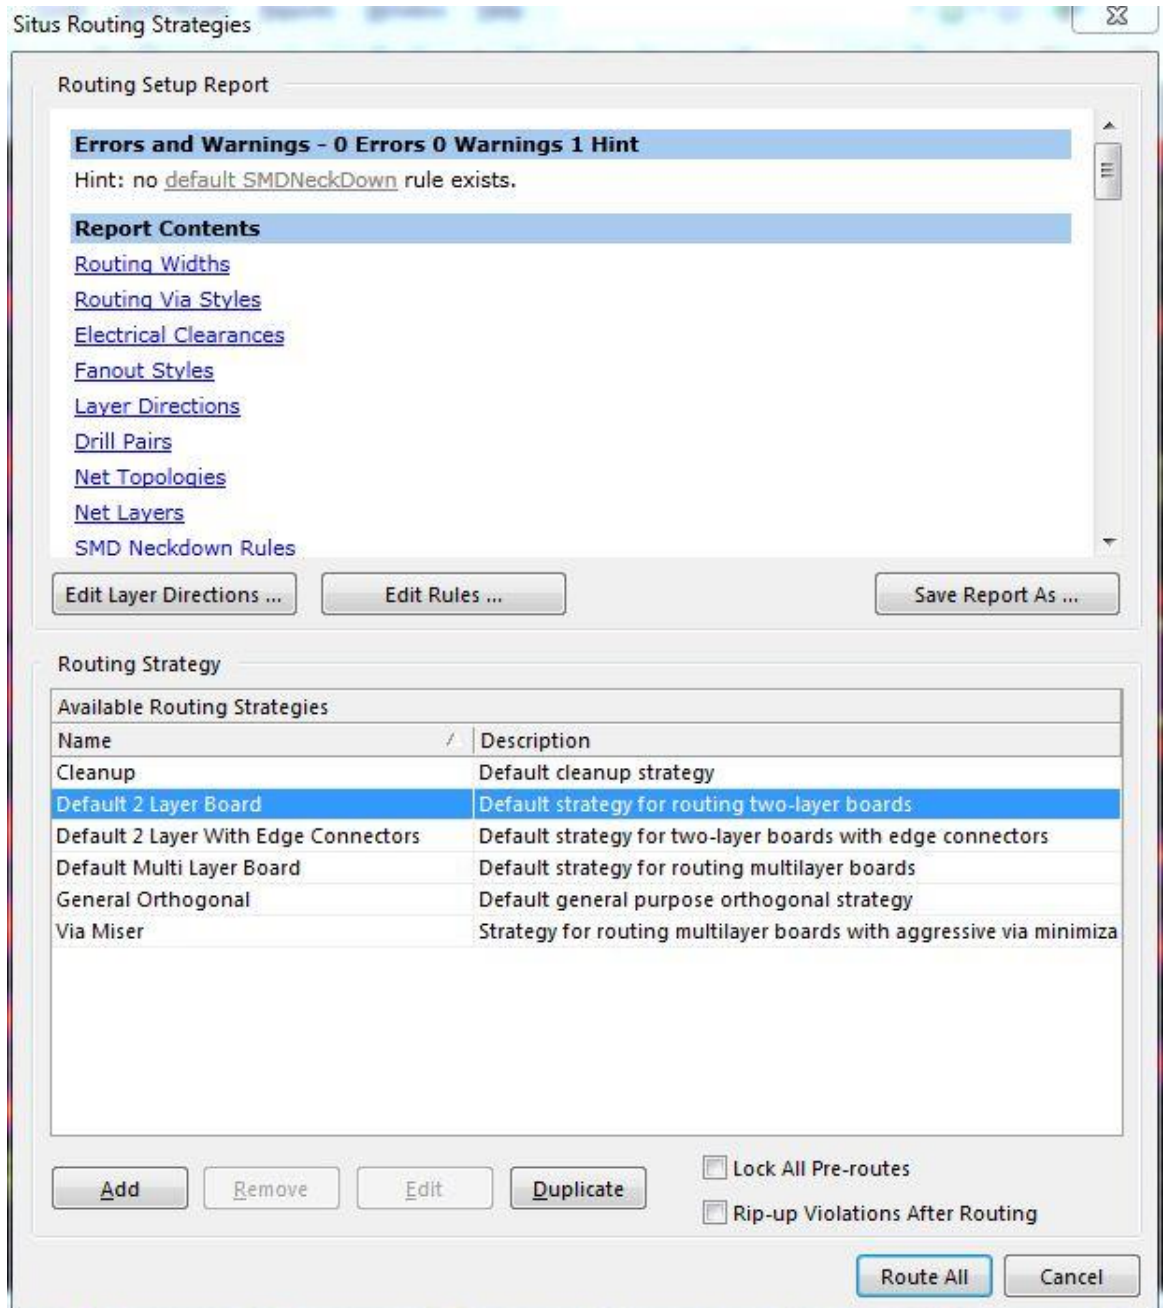 Situs Routing Strategies
Routing Setup Report
Errors and Warnings - 0 Errors 0 Warnings 1 Hint
Hint: no default SMDNeckDown rule exists.
Report Contents
Routing Widths
Routing Via Styles
Electrical Clearances
Fanout Styles
Layer Directions
Drill Pairs
Net Topologies
Net Layers
SMD Neckdown Rules
Edit Layer Directions ... Edit Rules ... Save Report As ...
Routing Strategy
Available Routing Strategies
Name Description
Cleanup Default cleanup strategy
Default 2 Layer Board Default strategy for routing two-layer boards
Default 2 Layer With Edge Connectors Default strategy for two-layer boards with edge connectors
Default Multi Layer Board Default strategy for routing multilayer boards
General Orthogonal Default general purpose orthogonal strategy
Via Miser Strategy for routing multilayer boards with aggressive via minimiza
Add Remove Edit Duplicate Lock All Pre-routes
Rip-up Violations After Routing
Route All Cancel